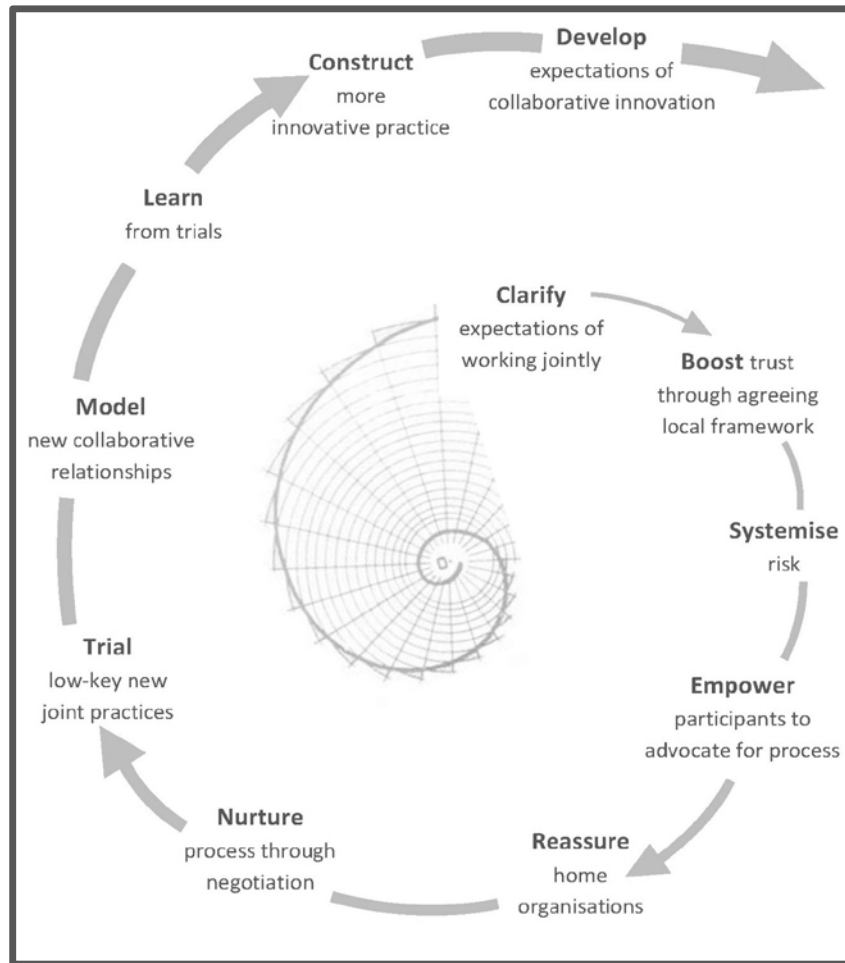 Clarify
expectations of
working jointly
Boost trust
through agreeing
local framework
Systemise
risk
Empower
participants to
advocate for process
Reassure
home
organisations
Nurture
process through
negotiation
Trial
low-key new
joint practices
Model
new collaborative
relationships
Learn
from trials
Construct
more
innovative practice
Develop
expectations of
collaborative innovation